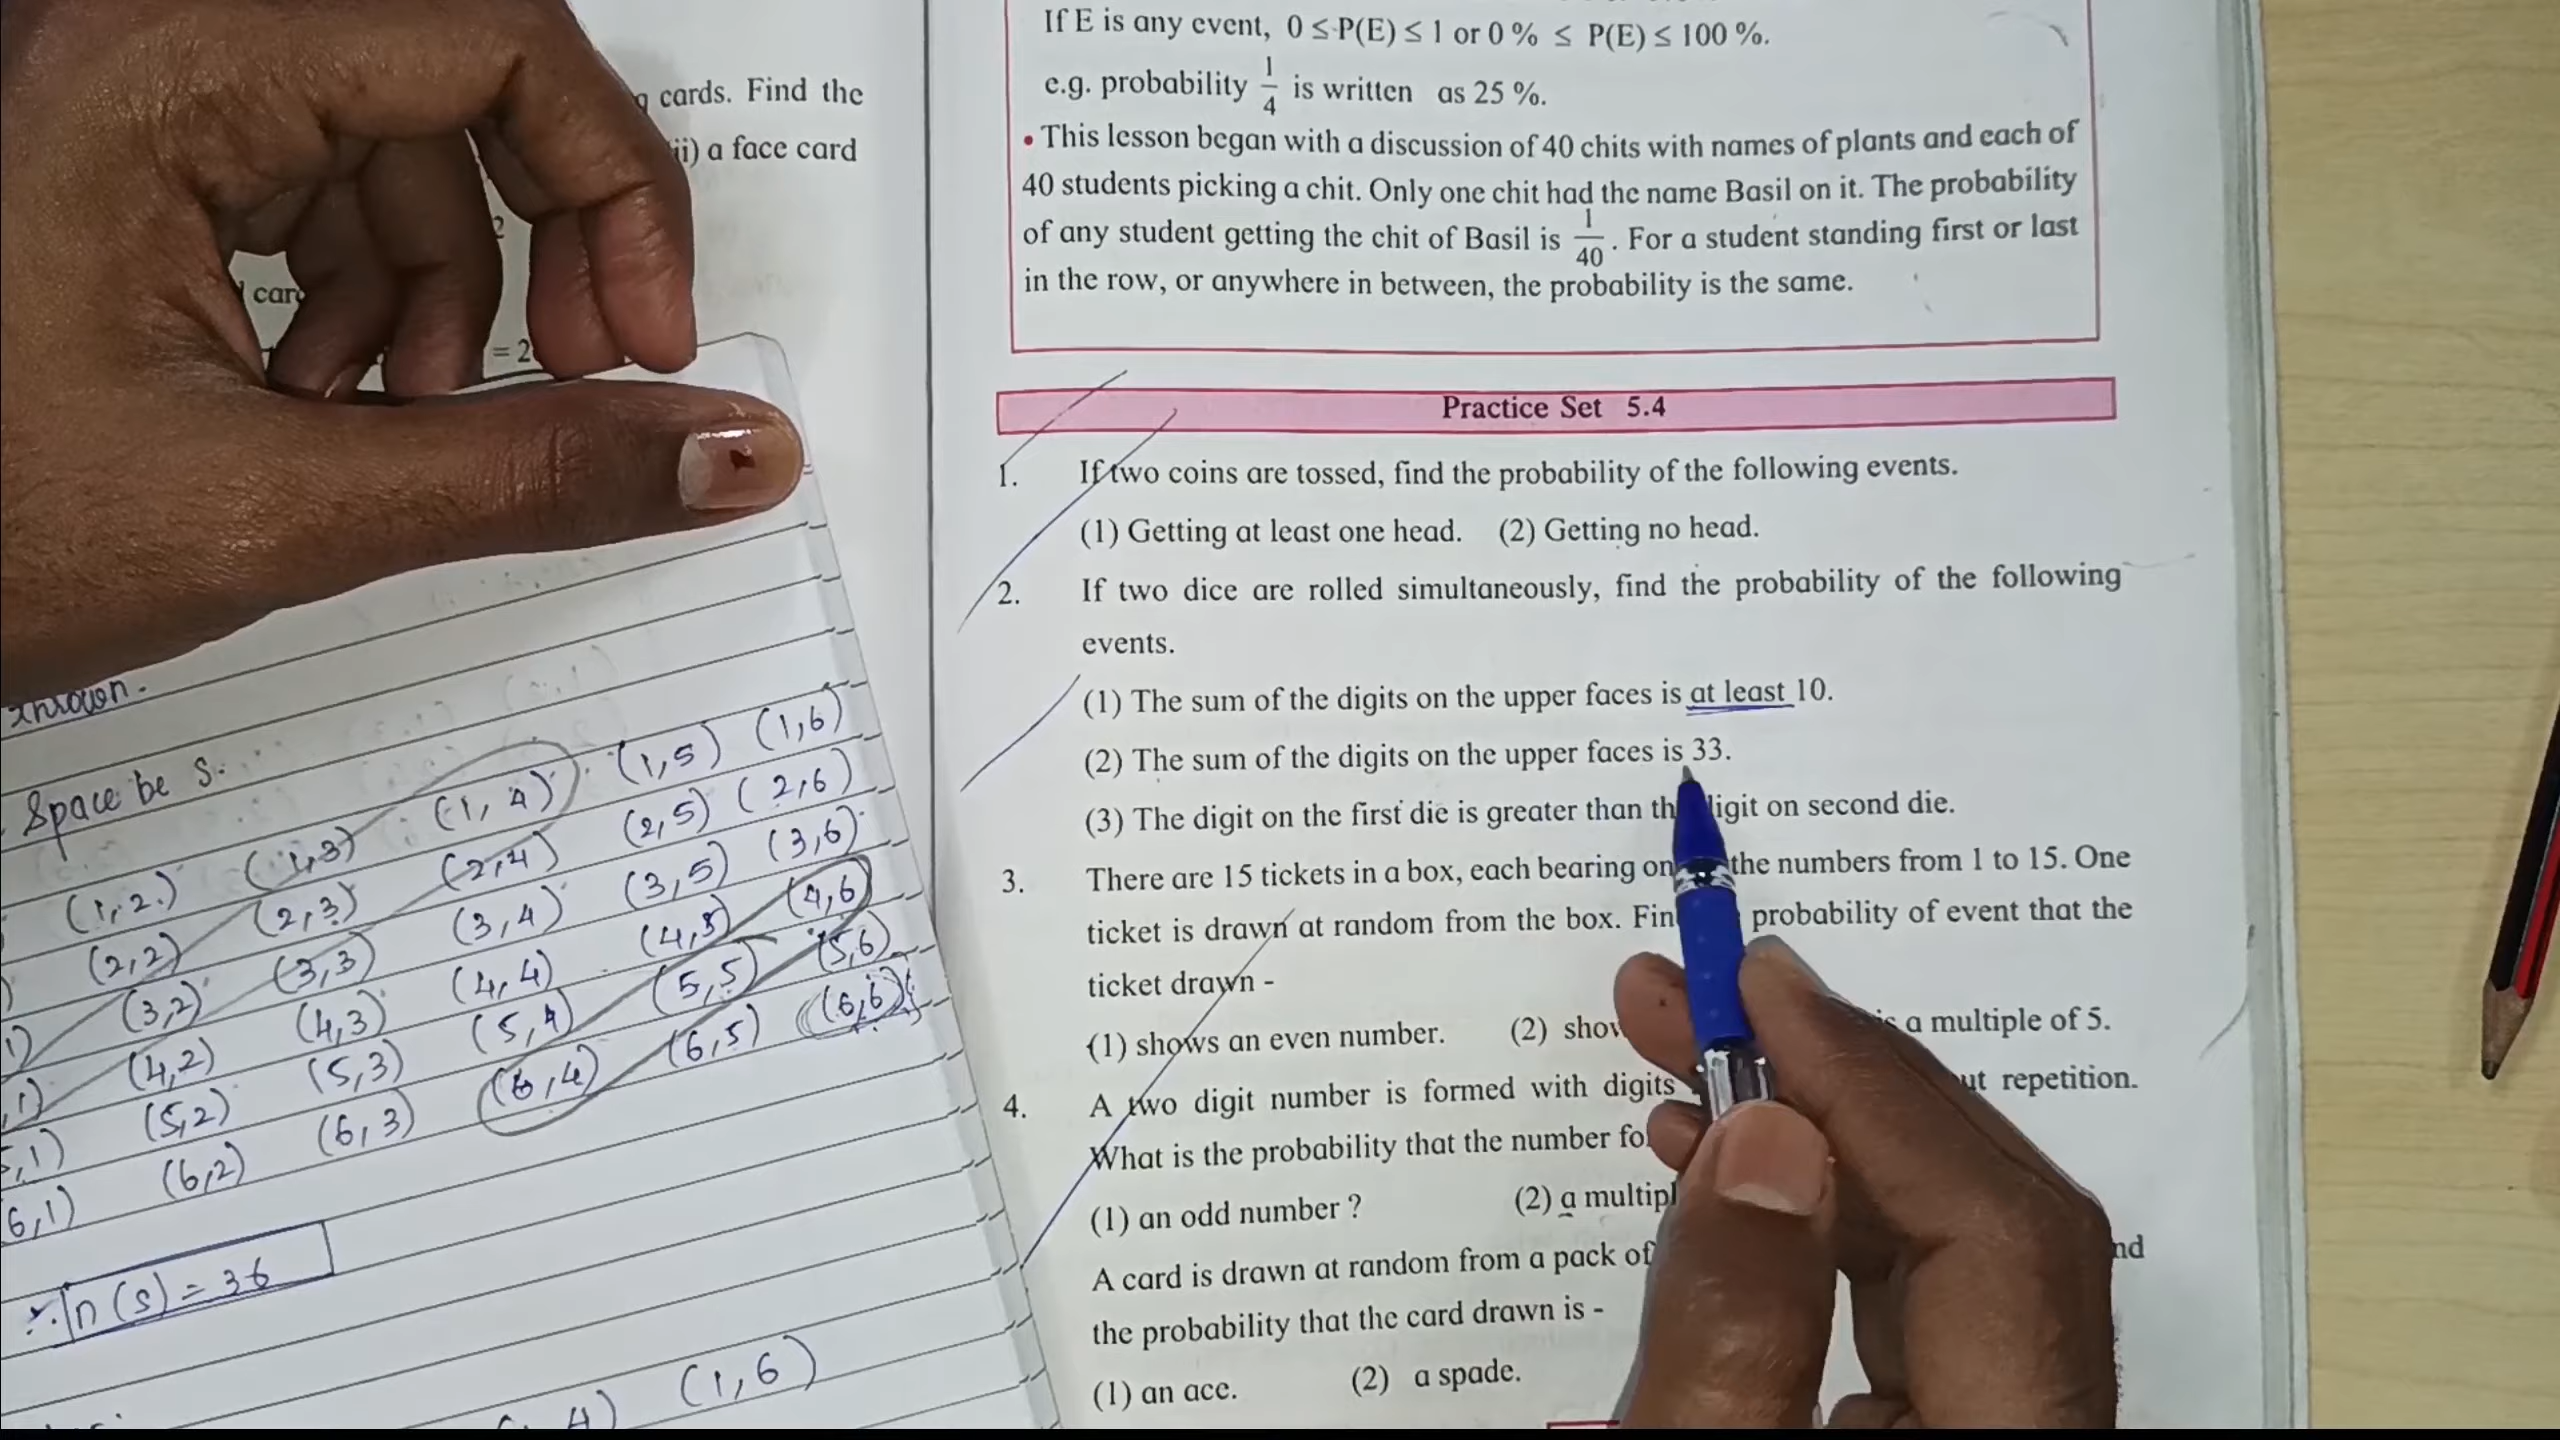 cards. Find the
ii) a face card
2
car
= 2
thrown.
Space be S.
(1,2) (1,3) (1,4) (1,5) (1,6)
(2,2) (2,3) (2,4) (2,5) (2,6)
(3,2) (3,3) (3,4) (3,5) (3,6)
(4,2) (4,3) (4,4) (4,5) (4,6)
,1) (5,2) (5,3) (5,4) (5,5) (5,6)
6,1) (6,2) (6,3) (6,4) (6,5) (6,6)}
∴ n(s) = 36
4) (1,6)
If E is any event, 0 ≤ P(E) ≤ 1 or 0 % ≤ P(E) ≤ 100 %.
e.g. probability 1/4 is written as 25 %.
• This lesson began with a discussion of 40 chits with names of plants and each of
40 students picking a chit. Only one chit had the name Basil on it. The probability
of any student getting the chit of Basil is 1/40 . For a student standing first or last
in the row, or anywhere in between, the probability is the same.
Practice Set 5.4
1. If two coins are tossed, find the probability of the following events.
(1) Getting at least one head. (2) Getting no head.
2. If two dice are rolled simultaneously, find the probability of the following
events.
(1) The sum of the digits on the upper faces is at least 10.
(2) The sum of the digits on the upper faces is 33.
(3) The digit on the first die is greater than th digit on second die.
3. There are 15 tickets in a box, each bearing on the numbers from 1 to 15. One
ticket is drawn at random from the box. Fin probability of event that the
ticket drawn -
(1) shows an even number. (2) show is a multiple of 5.
4. A two digit number is formed with digits ut repetition.
What is the probability that the number fo
(1) an odd number ? (2) a multipl
A card is drawn at random from a pack of nd
the probability that the card drawn is -
(1) an ace. (2) a spade.